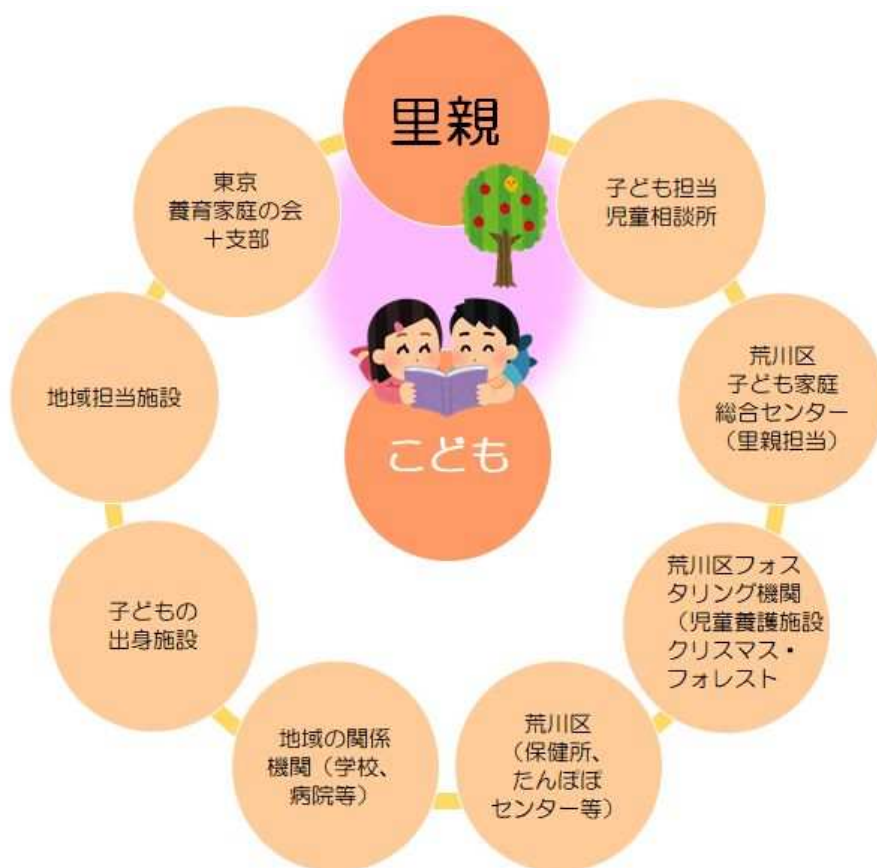 里親
子ども担当
児童相談所
荒川区
子ども家庭
総合センター
（里親担当）
荒川区フォス
タリング機関
（児童養護施設
クリスマス・
フォレスト
荒川区
（保健所、
たんぽぽ
センター等）
地域の関係
機関（学校、
病院等）
子どもの
出身施設
地域担当施設
東京
養育家庭の会
＋支部
こども